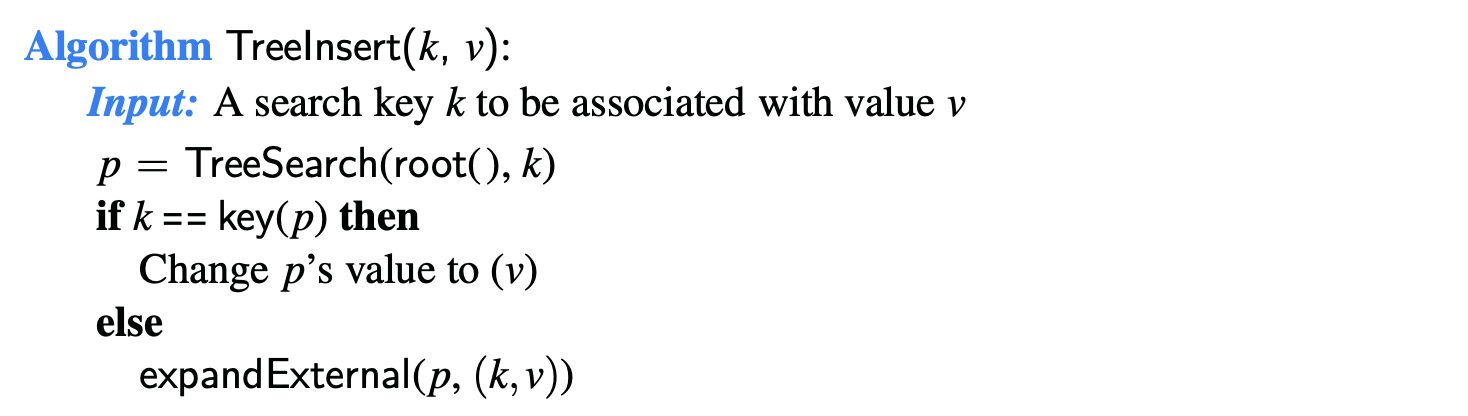 Algorithm TreeInsert(k, v):
Input: A search key k to be associated with value v
p = TreeSearch(root(), k)
if k == key(p) then
Change p’s value to (v)
else
expandExternal(p, (k,v))